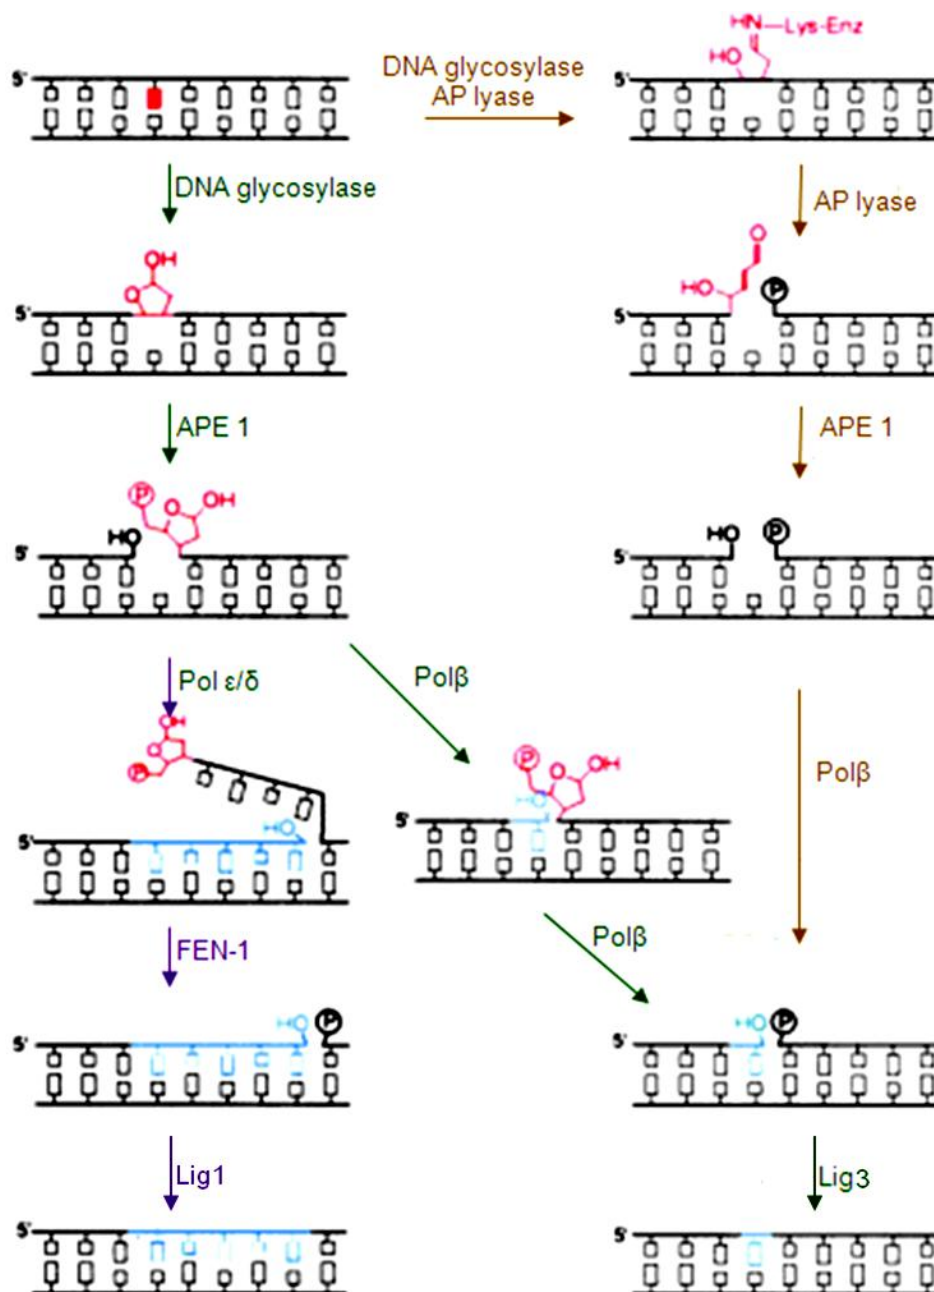 HN—Lys-Enz
HO
5'
5'
DNA glycosylase
AP lyase
DNA glycosylase
AP lyase
OH
O
5'
O
HO
P
5'
APE 1
APE 1
P
O
OH
HO
5'
HO
P
5'
Pol ε/δ
Polβ
OH
O
P
HO
5'
Polβ
P
O
OH
HO
5'
FEN-1
Polβ
HO
P
5'
HO
P
5'
Lig1
Lig3
5'
5'